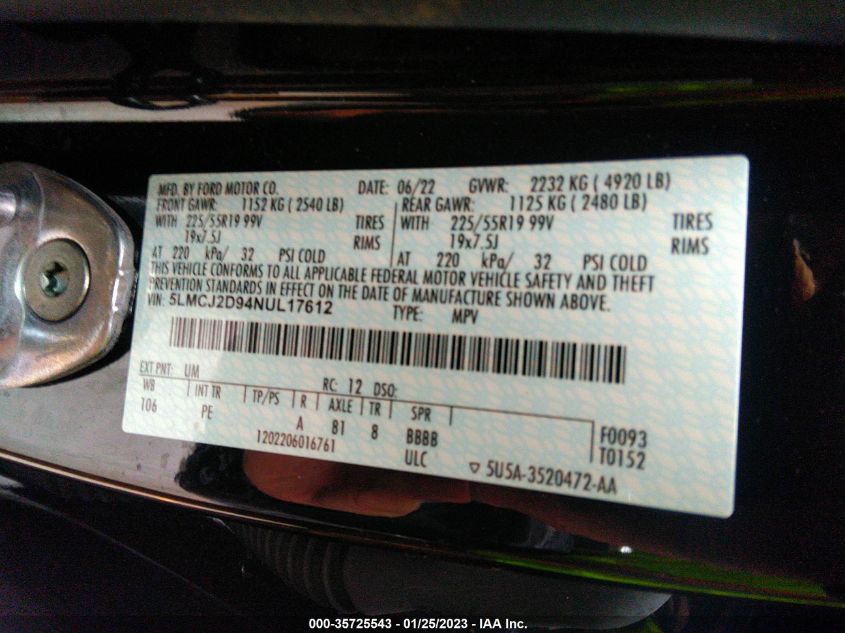 MFD. BY FORD MOTOR CO. DATE: 06/22 GVWR: 2232 KG ( 4920 LB)
FRONT GAWR: 1152 KG ( 2540 LB) REAR GAWR: 1125 KG ( 2480 LB)
WITH 225/55R19 99V TIRES WITH 225/55R19 99V TIRES
19x7.5J RIMS 19x7.5J RIMS
AT 220 kPa/ 32 PSI COLD AT 220 kPa/ 32 PSI COLD
THIS VEHICLE CONFORMS TO ALL APPLICABLE FEDERAL MOTOR VEHICLE SAFETY AND THEFT
PREVENTION STANDARDS IN EFFECT ON THE DATE OF MANUFACTURE SHOWN ABOVE.
VIN: 5LMCJ2D94NUL17612 TYPE: MPV
EXT PNT: UM RC: 12 DSO:
WB INT TR TP/PS R AXLE TR SPR
106 PE A 81 8 BBBB F0093
1202206016761 ULC T0152
5U5A-3520472-AA
000-35725543 - 01/25/2023 - IAA Inc.